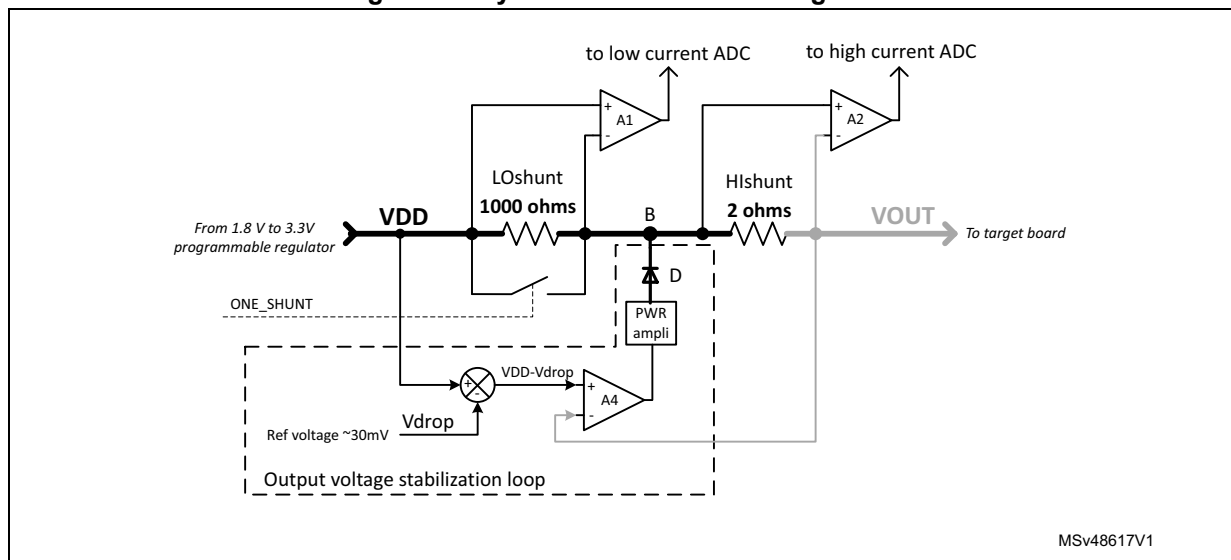 to low current ADC
to high current ADC
+
A1
-
+
A2
-
LOshunt
1000 ohms
HIshunt
2 ohms
VDD
B
VOUT
From 1.8 V to 3.3V
programmable regulator
To target board
D
ONE_SHUNT
PWR
ampli
VDD-Vdrop
+
-
+
A4
-
Vdrop
Ref voltage ~30mV
Output voltage stabilization loop
MSv48617V1